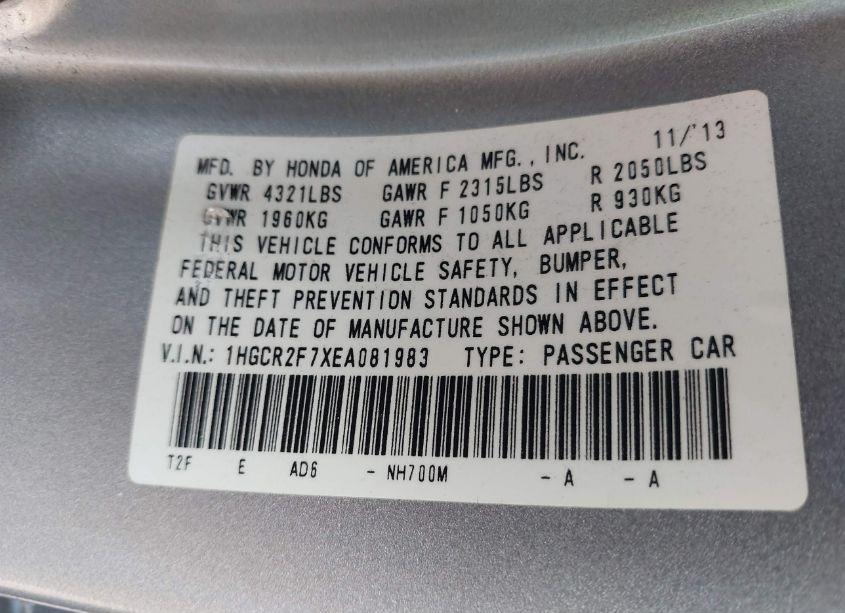 MFD. BY HONDA OF AMERICA MFG., INC. 11/'13
GVWR 4321LBS GAWR F 2315LBS R 2050LBS
GVWR 1960KG GAWR F 1050KG R 930KG
THIS VEHICLE CONFORMS TO ALL APPLICABLE
FEDERAL MOTOR VEHICLE SAFETY, BUMPER,
AND THEFT PREVENTION STANDARDS IN EFFECT
ON THE DATE OF MANUFACTURE SHOWN ABOVE.
V.I.N.: 1HGCR2F7XEA081983 TYPE: PASSENGER CAR
T2F E AD6 - NH700M - A - A